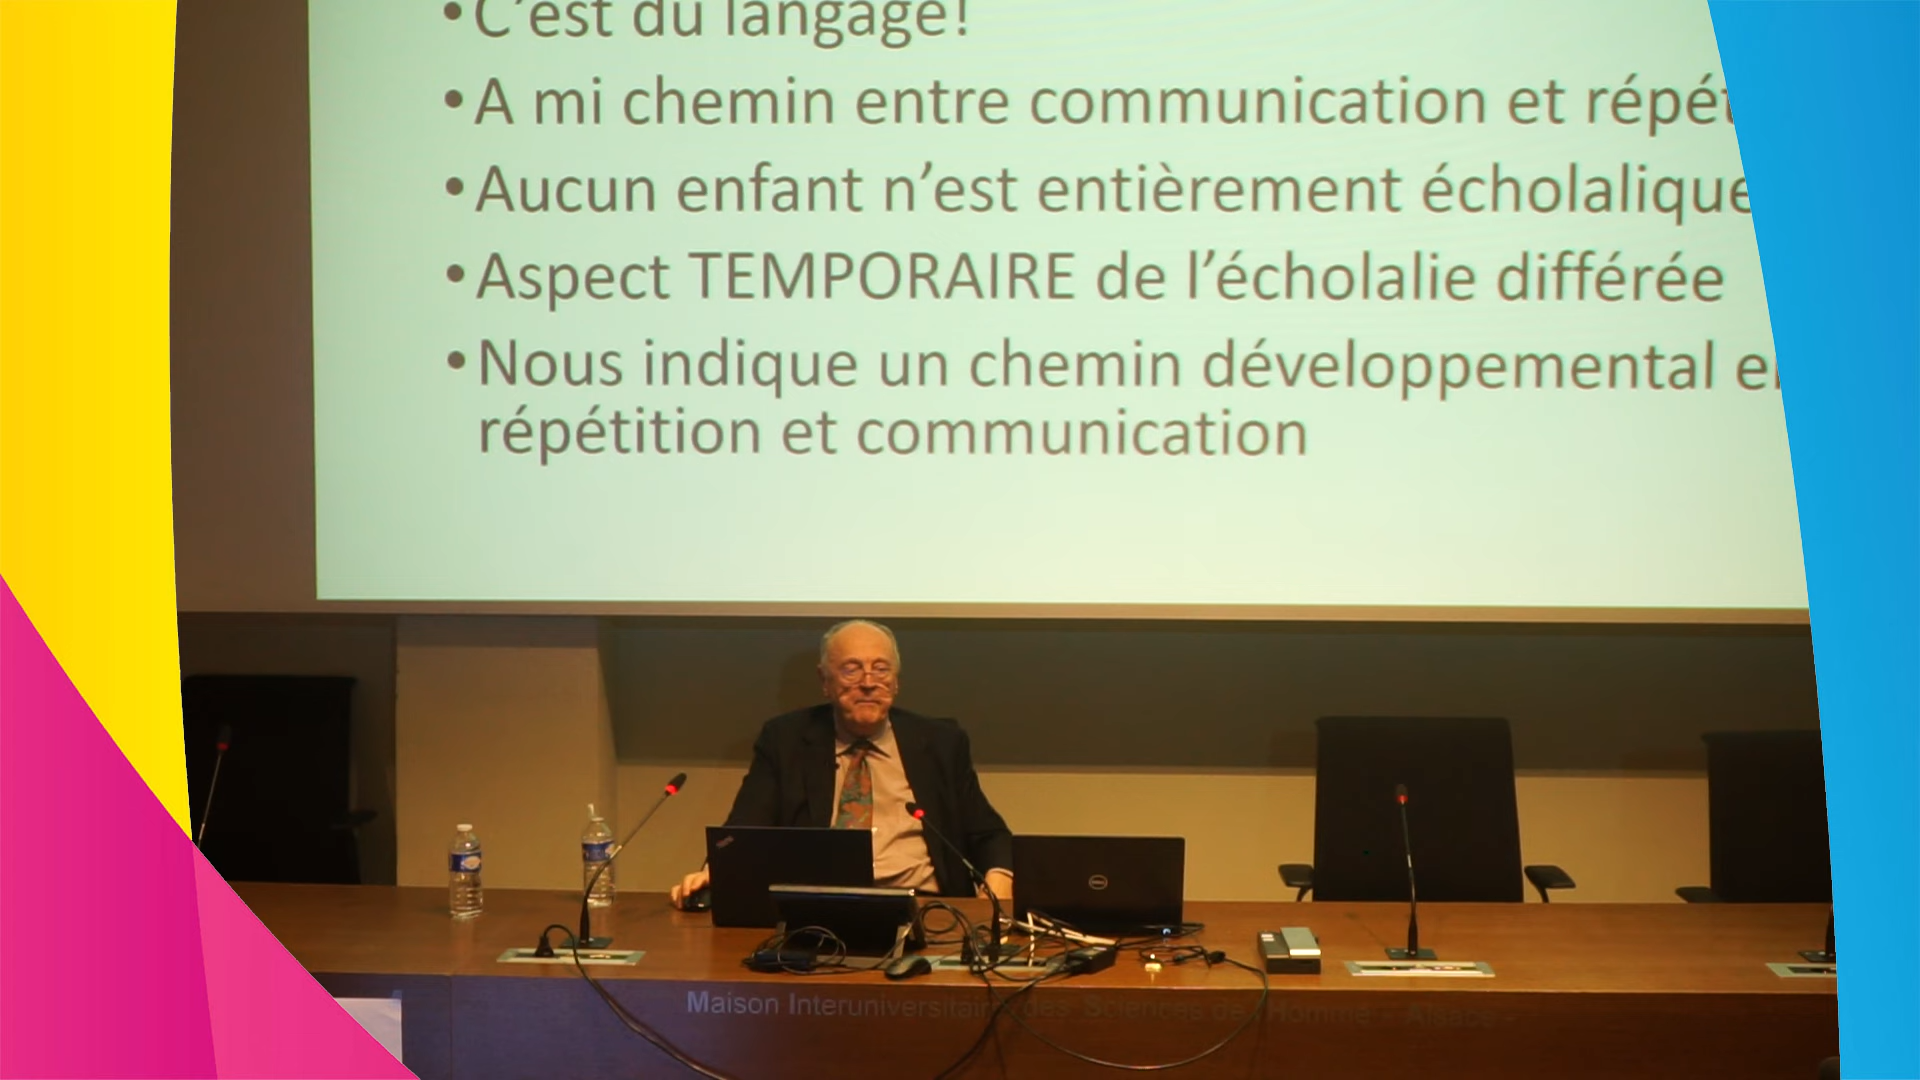 • C'est du langage!
• A mi chemin entre communication et répét
• Aucun enfant n'est entièrement écholalique
• Aspect TEMPORAIRE de l'écholalie différée
• Nous indique un chemin développemental
répétition et communication
DELL
Maison Interuniversitaire des Sciences de l'Homme - Alsace -